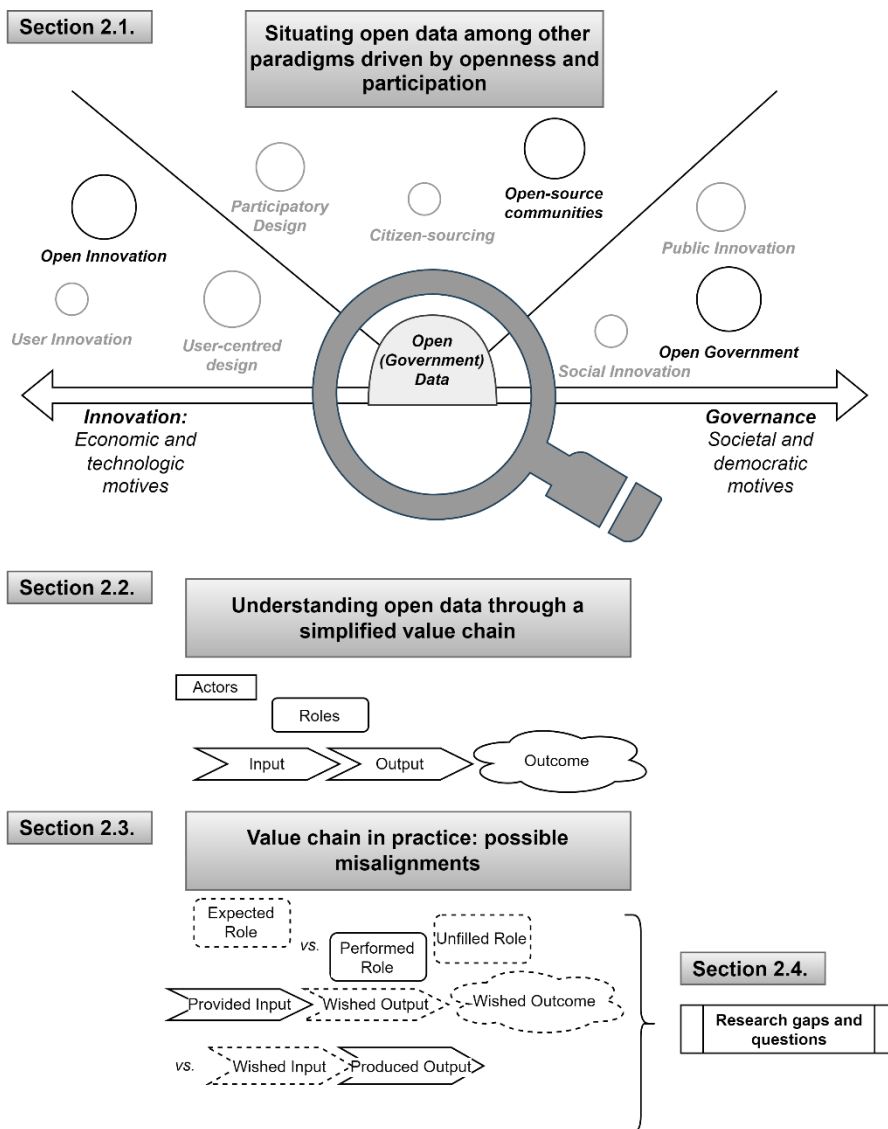 Section 2.1.
Situating open data among other
paradigms driven by openness and
participation
Open Innovation
Participatory
Design
Citizen-sourcing
Open-source
communities
Public Innovation
User Innovation
User-centred
design
Open
(Government)
Data
Social Innovation
Open Government
Innovation:
Economic and
technologic
motives
Governance
Societal and
democratic
motives
Section 2.2.
Understanding open data through a
simplified value chain
Actors
Roles
Input
Output
Outcome
Section 2.3.
Value chain in practice: possible
misalignments
Expected
Role
vs.
Performed
Role
Unfilled Role
Provided Input
Wished Output
Wished Outcome
vs.
Wished Input
Produced Output
Section 2.4.
Research gaps and
questions